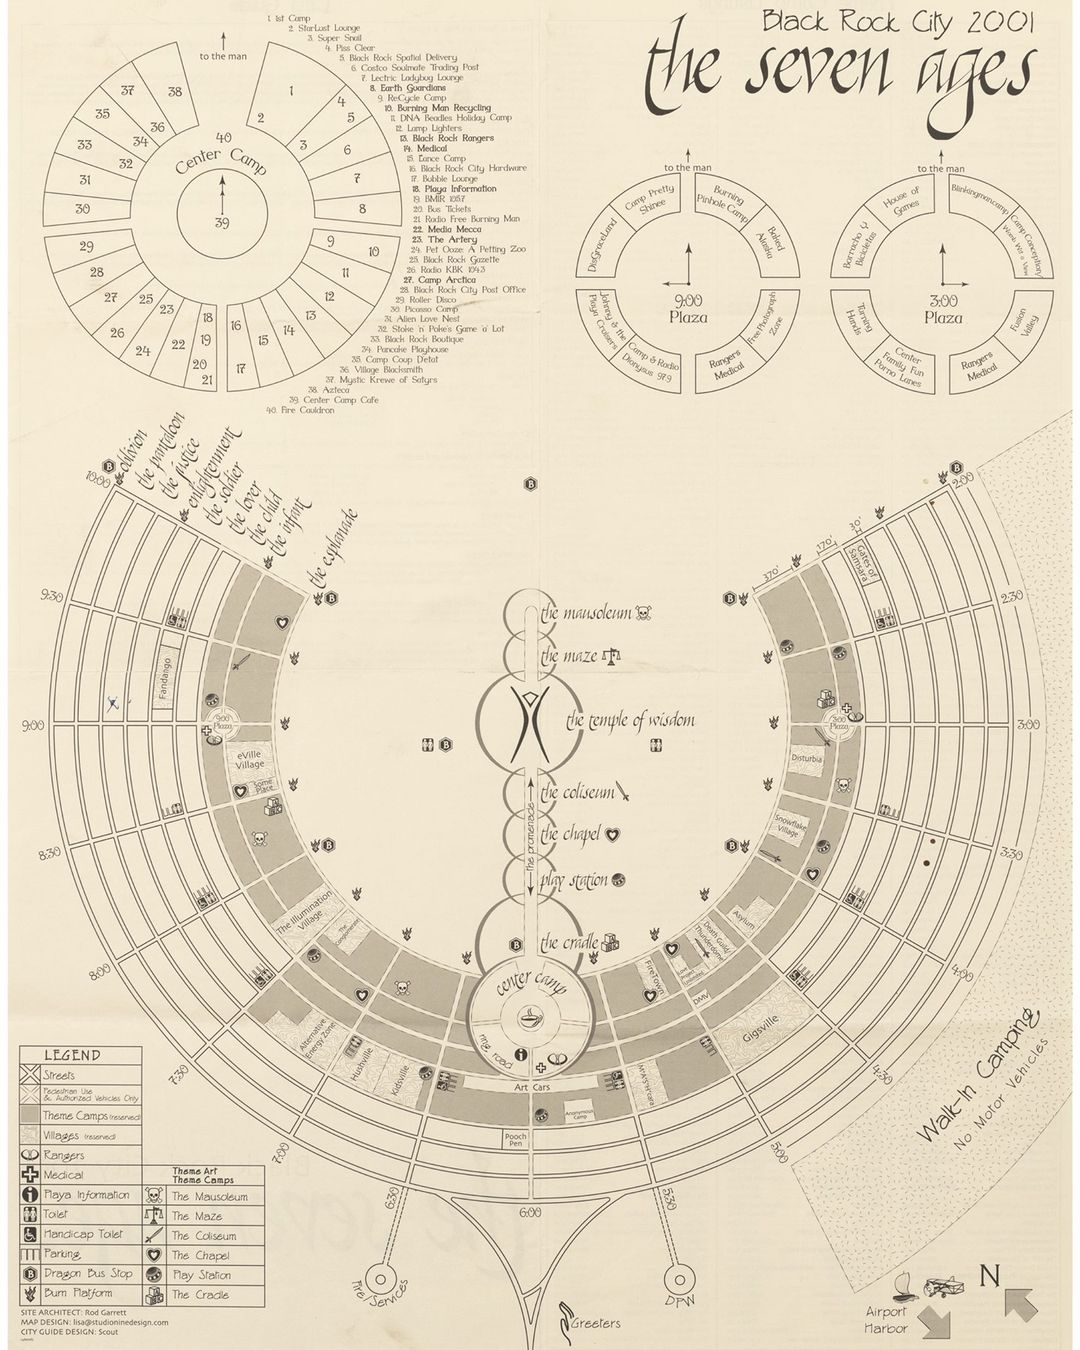 Black Rock City 2001
the seven ages
to the man
1
2
3
4
5
6
7
8
9
10
11
12
13
14
15
16
17
18
19
20
21
22
23
24
25
26
27
28
29
30
31
32
33
34
35
36
37
38
40
Center Camp
39
1. 1st Camp
2. StarLust Lounge
3. Super Snail
4. Piss Clear
5. Black Rock Spatial Delivery
6. Costco Soulmate Trading Post
7. Lectric Ladybug Lounge
8. Earth Guardians
9. ReCycle Camp
10. Burning Man Recycling
11. DNA Beadles Holiday Camp
12. Lamp Lighters
13. Black Rock Rangers
14. Medical
15. Lance Camp
16. Black Rock City Hardware
17. Bubble Lounge
18. Playa Information
19. BMIR
20. Bus Tickets
21. Radio Free Burning Man
22. Media Mecca
23. The Artery
24. Pet Ooze: A Petting Zoo
25. Black Rock Gazette
26. Radio KBK 104.3
27. Camp Arctica
28. Black Rock City Post Office
29. Roller Disco
30. Picasso Camp
31. Alien Love Nest
32. Stoke 'n' Poke's Game 'o' Lot
33. Black Rock Boutique
34. Pancake Playhouse
35. Camp Coup D'etat
36. Village Blacksmith
37. Mystic Krewe of Satyrs
38. Azteca
39. Center Camp Cafe
40. Fire Cauldron
to the man
DisGraceLand
Camp Pretty Shinee
Burning Pinhole Camp
Baked Alaska
9:00
Plaza
Johnny & the Playa Cruisers
Camp & Radio Dionysus 97.9
Rangers
Medical
Free Photograph Zone
to the man
Borracho y Bicicletas
House of Games
Blinkingmancamp
Camp Conception/
3:00
Plaza
Turning Hands
Center
Family Fun
Porno Lanes
Rangers
Medical
Fusion Valley
oblivion
the pantaloon
the justice
enlightenment
the soldier
the lover
the child
the infant
the esplanade
10:00
9:30
9:00
8:30
8:00
7:30
7:00
6:30
6:00
5:30
5:00
4:30
4:00
3:30
3:00
2:30
2:00
370'
170'
30'
Gates of Samsara
Fandango
9:00
Plaza
3:00
Plaza
eVille
Village
Some
Place
Disturbia
Snowflake
Village
the mausoleum
the maze
the temple of wisdom
the coliseum
the chapel
play station
the cradle
the promenade
center camp
ring road
The Illumination
Village
Asylum
Death Guild/
Thunderdome
FireTown
DMV
Alternative
Energy Zone
Hushville
Kidsville
Art Cars
Anonymous
Camp
Pooch
Pen
Gigsville
Walk-in Camping
No Motor Vehicles
Fire/Services
DPW
Greeters
N
Airport
Harbor
LEGEND
Streets
Pedestrian Use
& Authorized Vehicles Only
Theme Camps (reserved)
Villages (reserved)
Rangers
Medical
Playa Information
Toilet
Handicap Toilet
Parking
Dragon Bus Stop
Burn Platform
Theme Art
Theme Camps
The Mausoleum
The Maze
The Coliseum
The Chapel
Play Station
The Cradle
SITE ARCHITECT: Rod Garrett
MAP DESIGN: lisa@studioninedesign.com
CITY GUIDE DESIGN: Scout